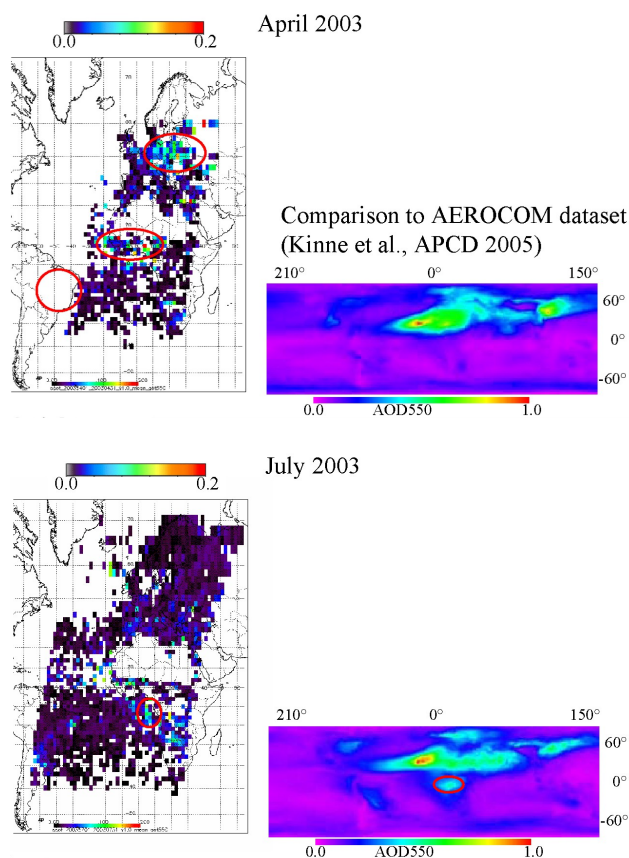 April 2003
0.0 0.2
Comparison to AEROCOM dataset
(Kinne et al., APCD 2005)
210° 0° 150°
60°
0°
-60°
0.0 AOD550 1.0
July 2003
0.0 0.2
210° 0° 150°
60°
0°
-60°
0.0 AOD550 1.0